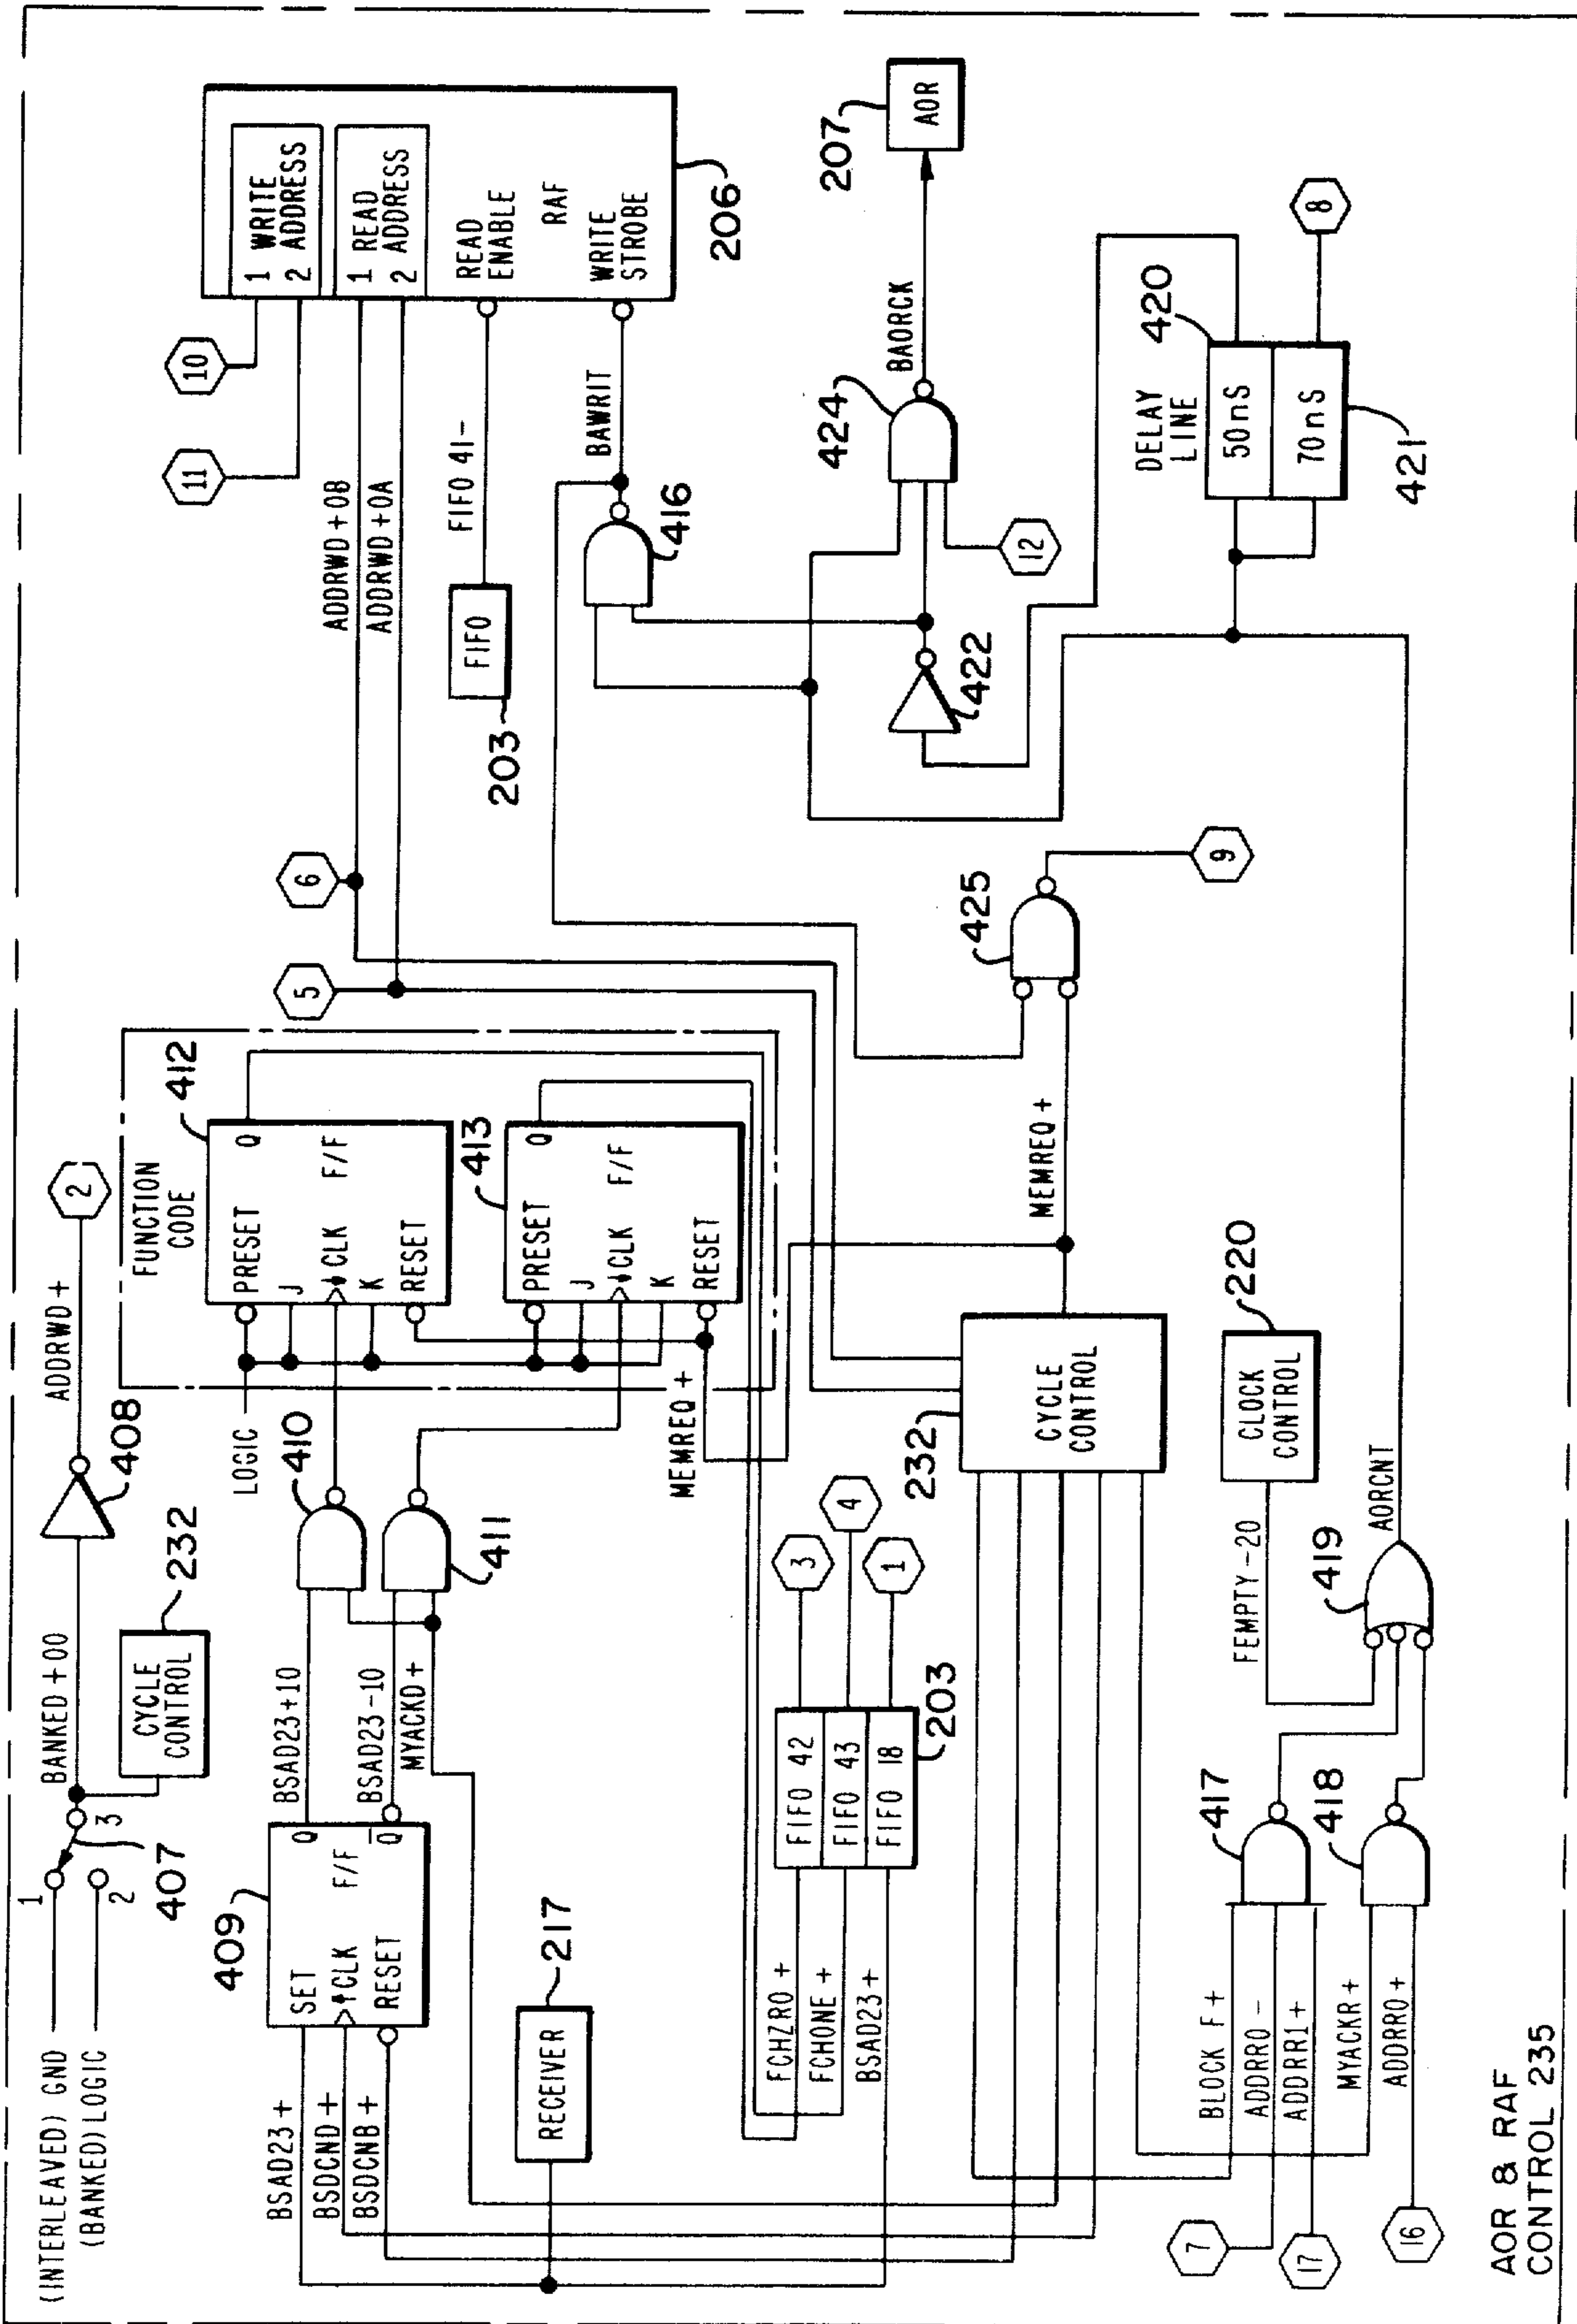 (INTERLEAVED) GND
(BANKED) LOGIC
1
2
3
407
BANKED+00
CYCLE
CONTROL
232
408
ADDRWD+
2
BSAD23+
BSDCND+
BSDCNB+
409
SET
CLK
RESET
Q
F/F
Q
BSAD23+10
BSAD23-10
MYACKD+
410
411
LOGIC
MEMREQ+
FUNCTION
CODE
412
PRESET
J
CLK
K
RESET
Q
F/F
413
PRESET
J
CLK
K
RESET
Q
F/F
5
6
11
10
ADDRWD+0B
ADDRWD+0A
1 WRITE
2 ADDRESS
1 READ
2 ADDRESS
READ
ENABLE
RAF
WRITE
STROBE
206
FIFO 41-
FIFO
203
BAWRIT
416
RECEIVER
217
FCHZR0+
FCHONE+
BSAD23+
FIFO 42
FIFO 43
FIFO 18
203
3
4
1
232
CYCLE
CONTROL
MEMREQ+
425
9
422
12
424
BAORCK
207
AOR
CLOCK
CONTROL
220
FEMPTY-20
419
AORCNT
DELAY
LINE
420
50nS
70nS
421
8
BLOCK F+
ADDRR0-
ADDRR1+
MYACKR+
ADDRR0+
417
418
7
17
16
AOR & RAF
CONTROL 235